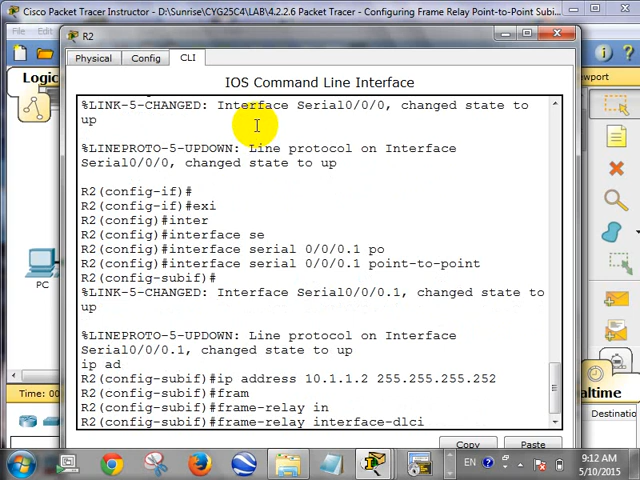 Cisco Packet Tracer Instructor - D:\Sunrise\CYG25C4\LAB\4.2.2.6 Packet Tracer - Configuring Frame Relay Point-to-Point Subi...
File
R2
Logic
ewport
Physical
Config
CLI
IOS Command Line Interface
%LINK-5-CHANGED: Interface Serial0/0/0, changed state to
up
%LINEPROTO-5-UPDOWN: Line protocol on Interface
Serial0/0/0, changed state to up
R2(config-if)#
R2(config-if)#exi
R2(config)#inter
R2(config)#interface se
R2(config)#interface serial 0/0/0.1 po
R2(config)#interface serial 0/0/0.1 point-to-point
R2(config-subif)#
%LINK-5-CHANGED: Interface Serial0/0/0.1, changed state to
up
%LINEPROTO-5-UPDOWN: Line protocol on Interface
Serial0/0/0.1, changed state to up
ip ad
R2(config-subif)#ip address 10.1.1.2 255.255.255.252
R2(config-subif)#fram
R2(config-subif)#frame-relay in
R2(config-subif)#frame-relay interface-dlci
PC
Copy
Paste
Time: 00
ealtime
Destinatio
EN
9:12 AM
5/10/2015